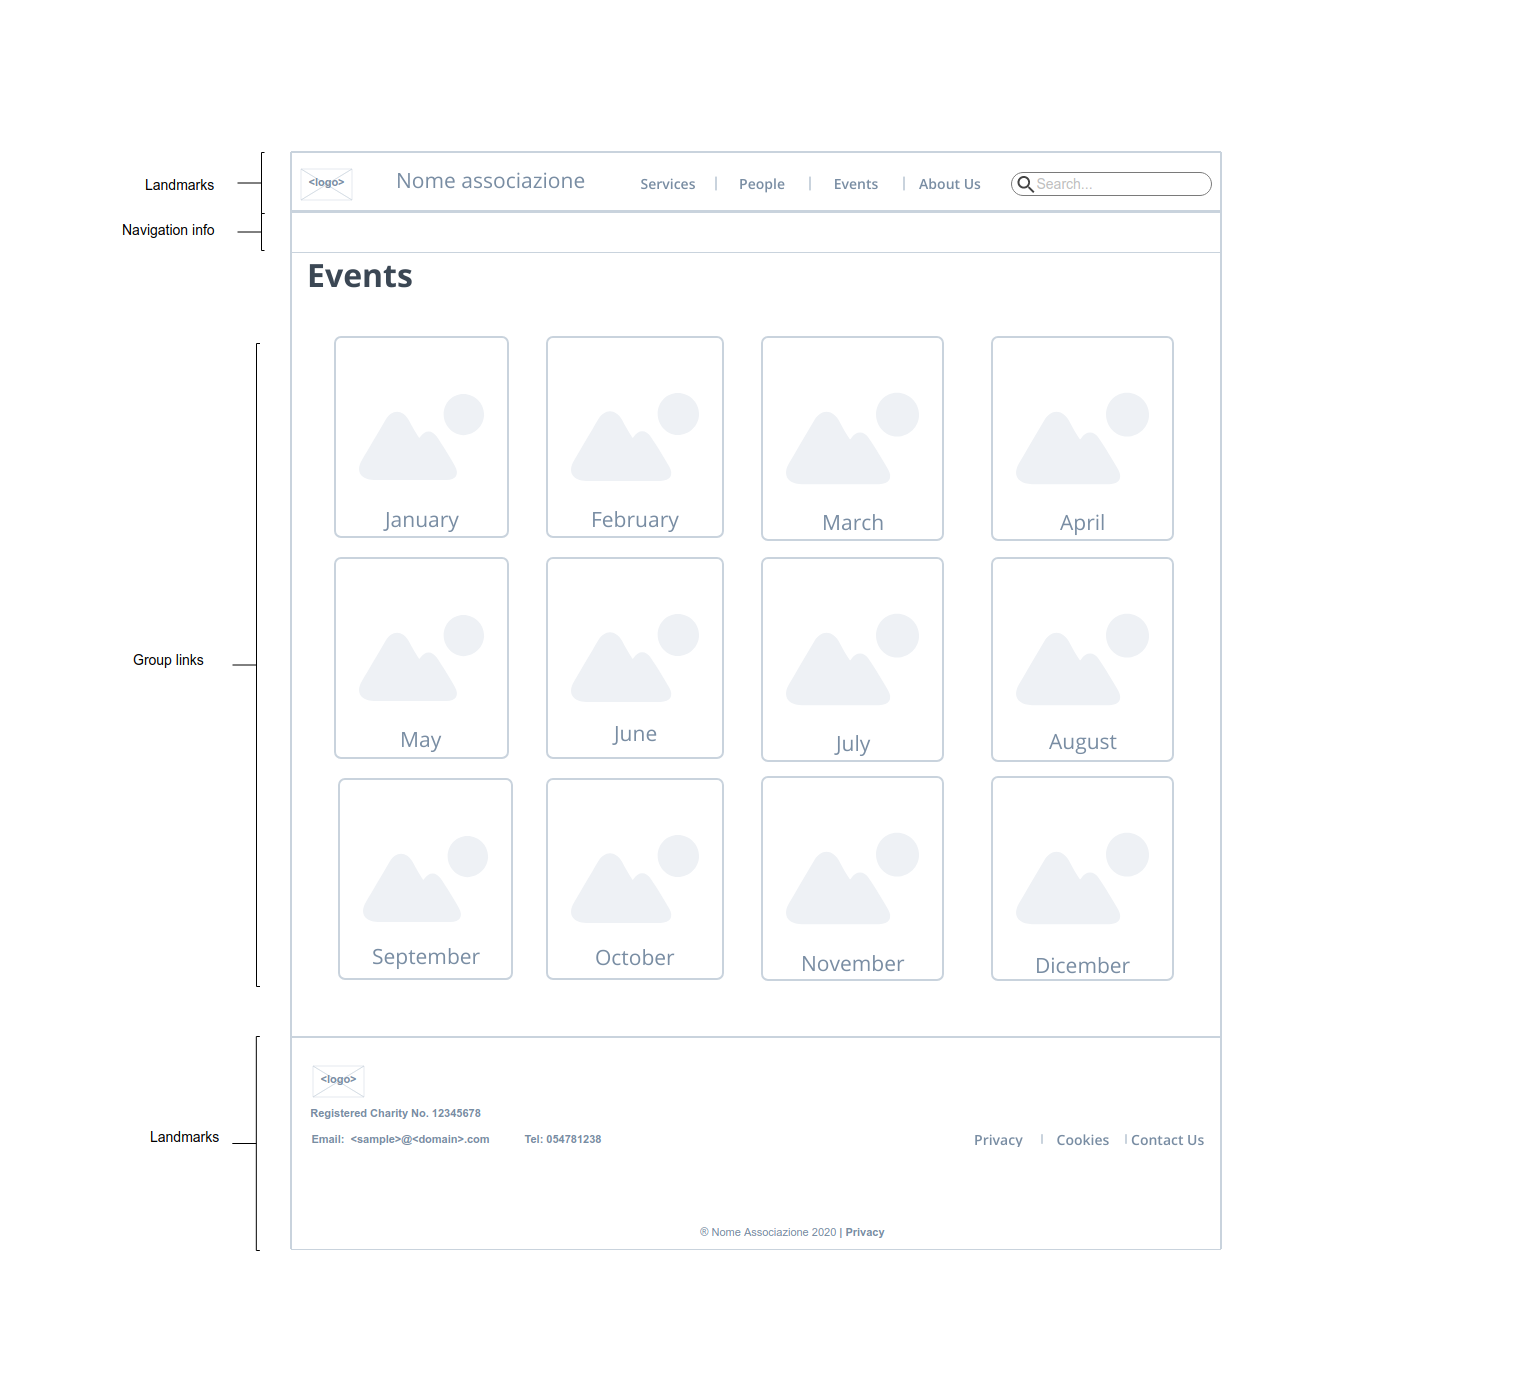 Landmarks
<logo>
Nome associazione
Services | People | Events | About Us
Search...
Navigation info
Events
January
February
March
April
Group links
May
June
July
August
September
October
November
Dicember
Landmarks
<logo>
Registered Charity No. 12345678
Email: <sample>@<domain>.com
Tel: 054781238
Privacy | Cookies | Contact Us
® Nome Associazione 2020 | Privacy